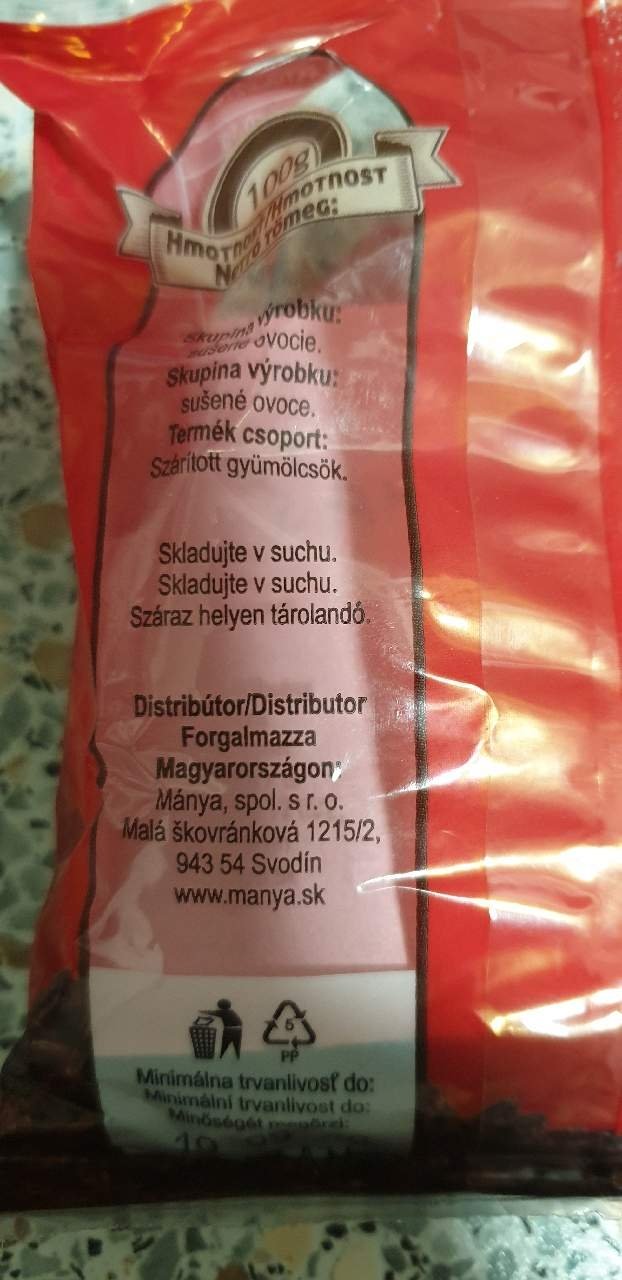 100g
Hmotnosť/Hmotnost
Nettó tömeg:
Skupina výrobku:
sušené ovocie.
Skupina výrobku:
sušené ovoce.
Termék csoport:
Szárított gyümölcsök.
Skladujte v suchu.
Skladujte v suchu.
Száraz helyen tárolandó.
Distribútor/Distributor
Forgalmazza
Magyarországon:
Mánya, spol. s r. o.
Malá škovránková 1215/2,
943 54 Svodín
www.manya.sk
5
PP
Minimálna trvanlivosť do:
Minimální trvanlivost do:
Minőségét megőrzi: